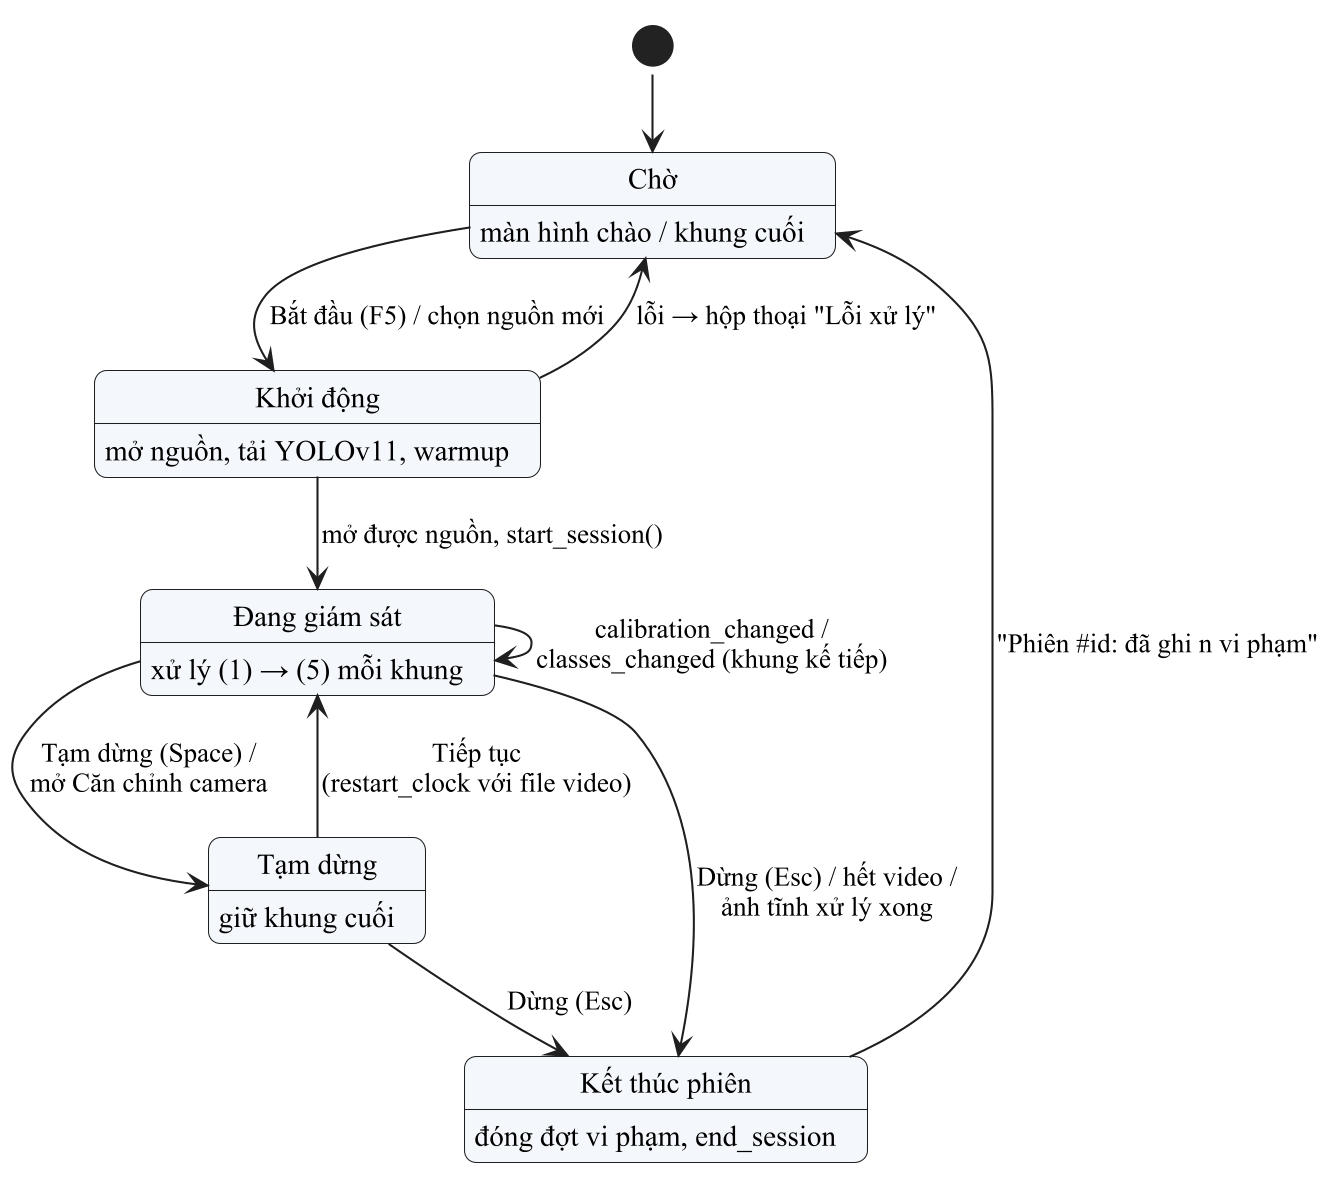 Chờ
màn hình chào / khung cuối
Bắt đầu (F5) / chọn nguồn mới
lỗi → hộp thoại "Lỗi xử lý"
Khởi động
mở nguồn, tải YOLOv11, warmup
mở được nguồn, start_session()
Đang giám sát
xử lý (1) → (5) mỗi khung
calibration_changed /
classes_changed (khung kế tiếp)
"Phiên #id: đã ghi n vi phạm"
Tạm dừng (Space) /
mở Căn chỉnh camera
Tiếp tục
(restart_clock với file video)
Tạm dừng
giữ khung cuối
Dừng (Esc) / hết video /
ảnh tĩnh xử lý xong
Dừng (Esc)
Kết thúc phiên
đóng đợt vi phạm, end_session